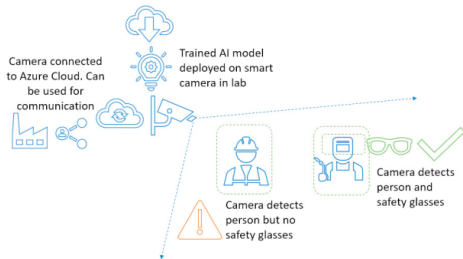 Camera connected
to Azure Cloud. Can
be used for
communication
Trained AI model
deployed on smart
camera in lab
Camera detects
person but no
safety glasses
Camera detects
person and
safety glasses